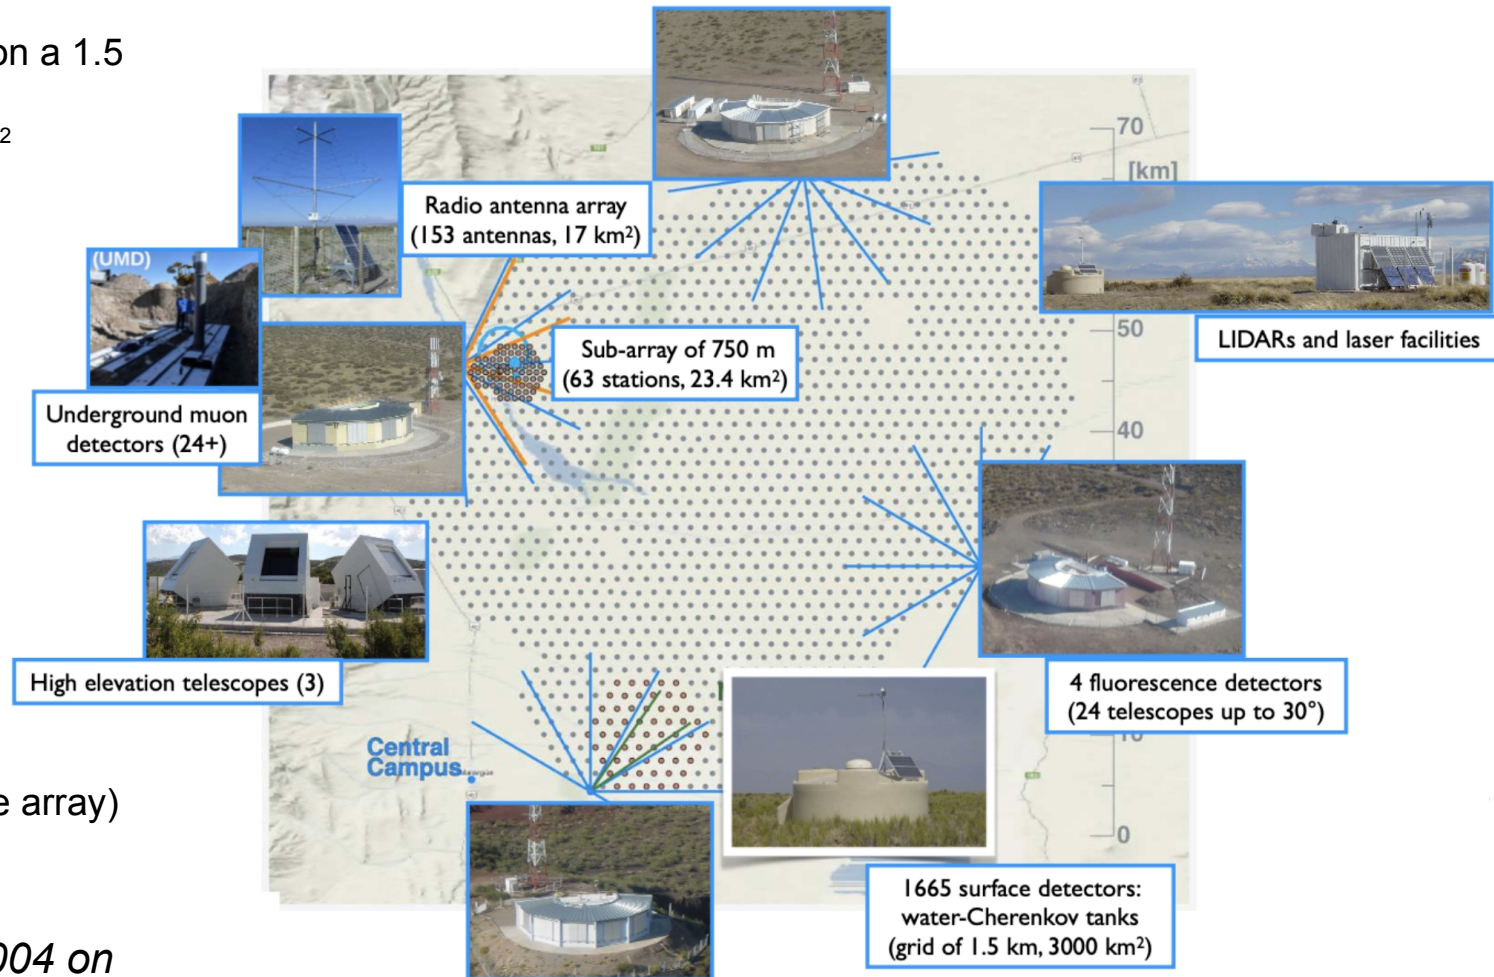 on a 1.5
2
70
[km]
Radio antenna array
(153 antennas, 17 km²)
(UMD)
50
LIDARs and laser facilities
Sub-array of 750 m
(63 stations, 23.4 km²)
Underground muon
detectors (24+)
40
High elevation telescopes (3)
4 fluorescence detectors
(24 telescopes up to 30°)
10
Central
Campus
e array)
0
1665 surface detectors:
water-Cherenkov tanks
(grid of 1.5 km, 3000 km²)
004 on